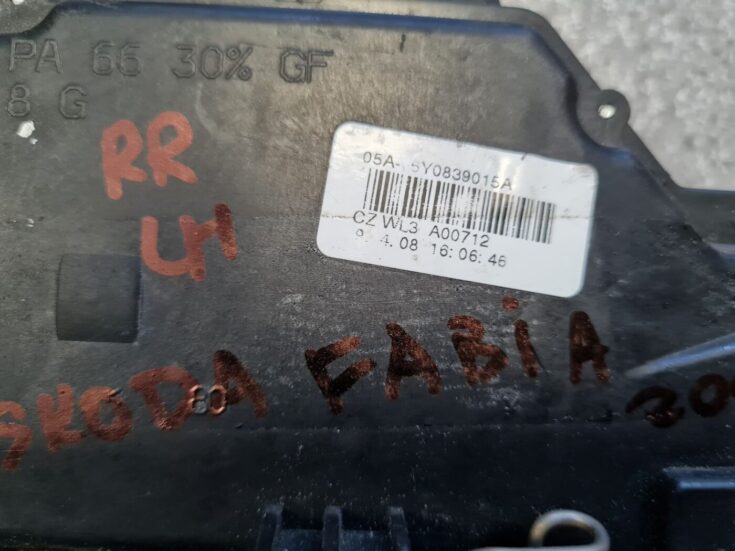 PA 66 30% GF
8 G
RR
LH
05A- 5Y0839015A
CZ WL3 A00712
4.08 16:06:46
SKODA FABiA
80